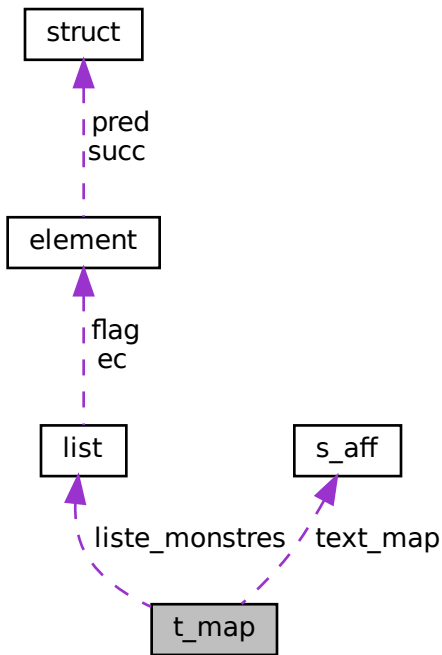 struct
pred
succ
element
flag
ec
list
s_aff
liste_monstres
text_map
t_map